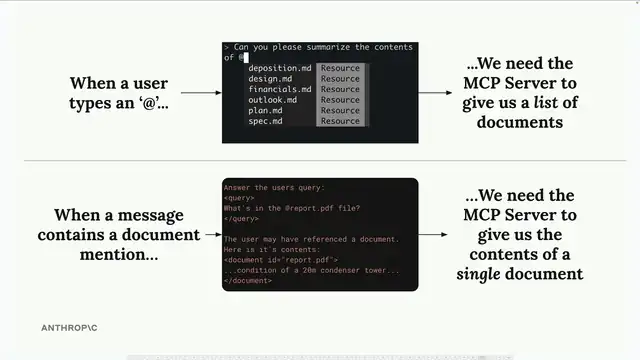 When a user
types an ‘@’...
> Can you please summarize the contents
of @
deposition.md Resource
design.md Resource
financials.md Resource
outlook.md Resource
plan.md Resource
spec.md Resource
...We need the
MCP Server to
give us a list of
documents
When a message
contains a document
mention...
Answer the users query:
<query>
What's in the @report.pdf file?
</query>
The user may have referenced a document.
Here is it's contents:
<document id="report.pdf">
...condition of a 20m condenser tower...
</document>
...We need the
MCP Server to
give us the
contents of a
single document
ANTHROP\C